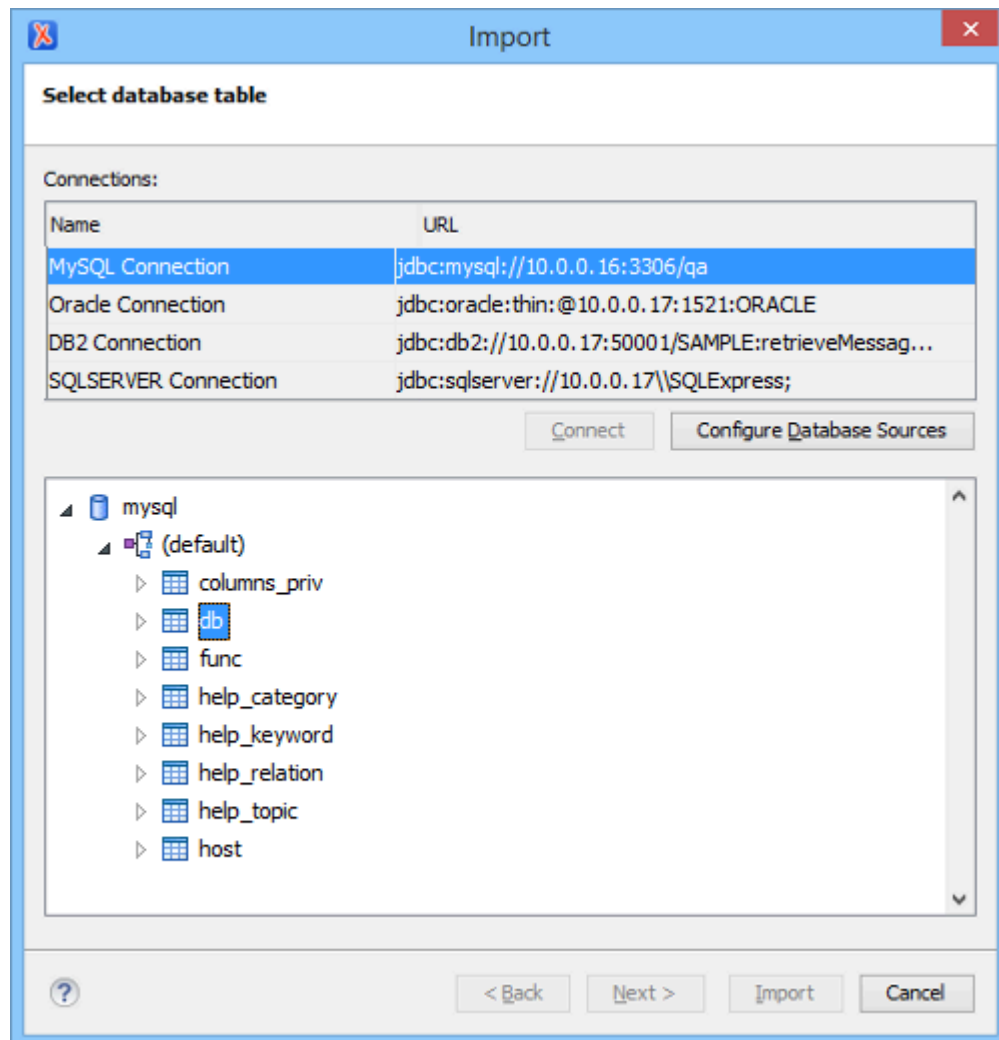 Import
Select database table
Connections:
Name URL
MySQL Connection jdbc:mysql://10.0.0.16:3306/qa
Oracle Connection jdbc:oracle:thin:@10.0.0.17:1521:ORACLE
DB2 Connection jdbc:db2://10.0.0.17:50001/SAMPLE:retrieveMessag...
SQLSERVER Connection jdbc:sqlserver://10.0.0.17\\SQLExpress;
Connect Configure Database Sources
mysql
(default)
columns_priv
db
func
help_category
help_keyword
help_relation
help_topic
host
? < Back Next > Import Cancel